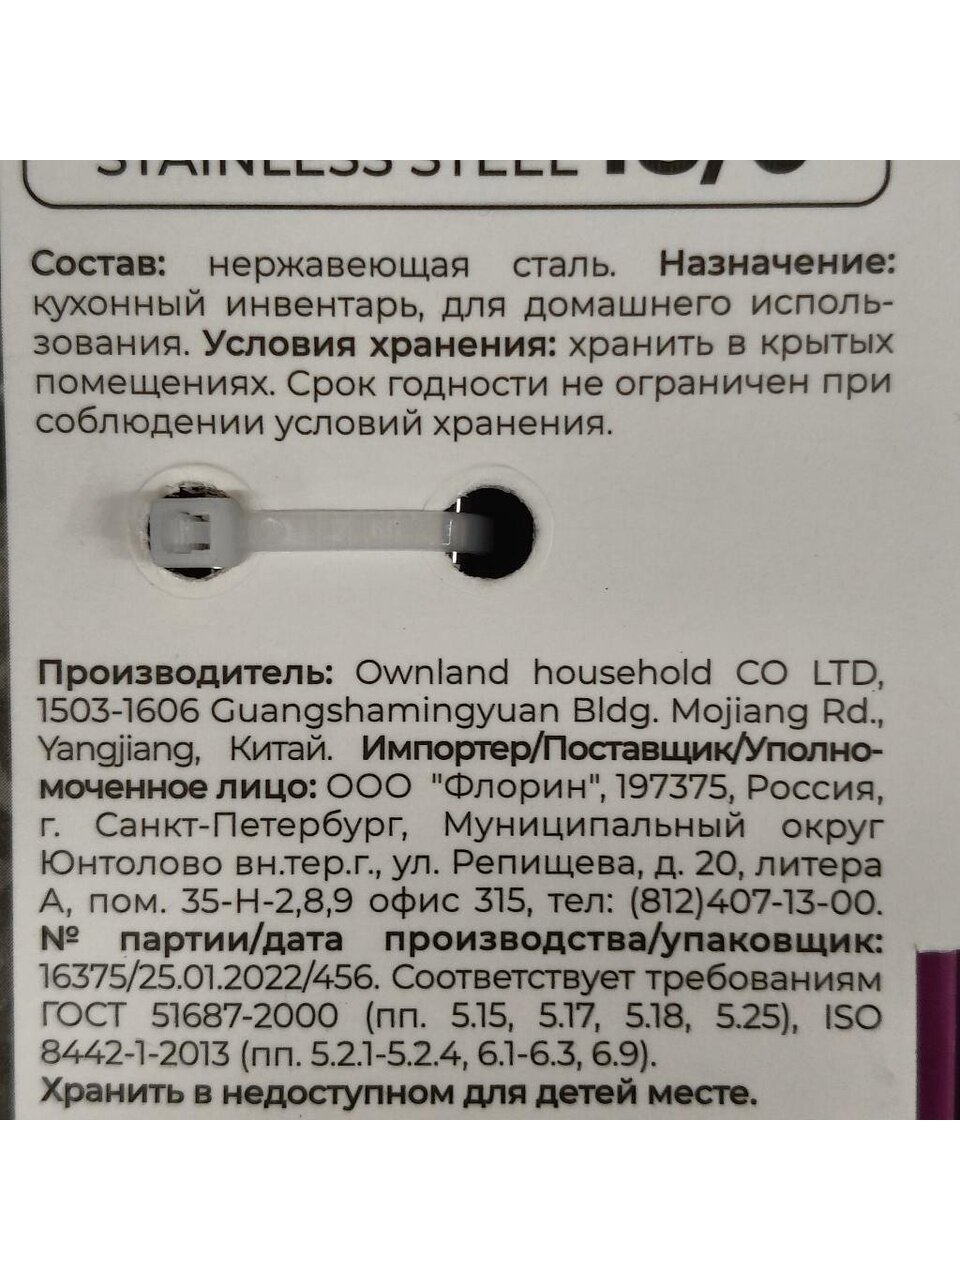 STAINLESS STEEL
Состав: нержавеющая сталь. Назначение:
кухонный инвентарь, для домашнего исполь-
зования. Условия хранения: хранить в крытых
помещениях. Срок годности не ограничен при
соблюдении условий хранения.
Производитель: Ownland household CO LTD,
1503-1606 Guangshamingyuan Bldg. Mojiang Rd.,
Yangjiang, Китай. Импортер/Поставщик/Уполно-
моченное лицо: ООО "Флорин", 197375, Россия,
г. Санкт-Петербург, Муниципальный округ
Юнтолово вн.тер.г., ул. Репищева, д. 20, литера
А, пом. 35-Н-2,8,9 офис 315, тел: (812)407-13-00.
№ партии/дата производства/упаковщик:
16375/25.01.2022/456. Соответствует требованиям
ГОСТ 51687-2000 (пп. 5.15, 5.17, 5.18, 5.25), ISO
8442-1-2013 (пп. 5.2.1-5.2.4, 6.1-6.3, 6.9).
Хранить в недоступном для детей месте.